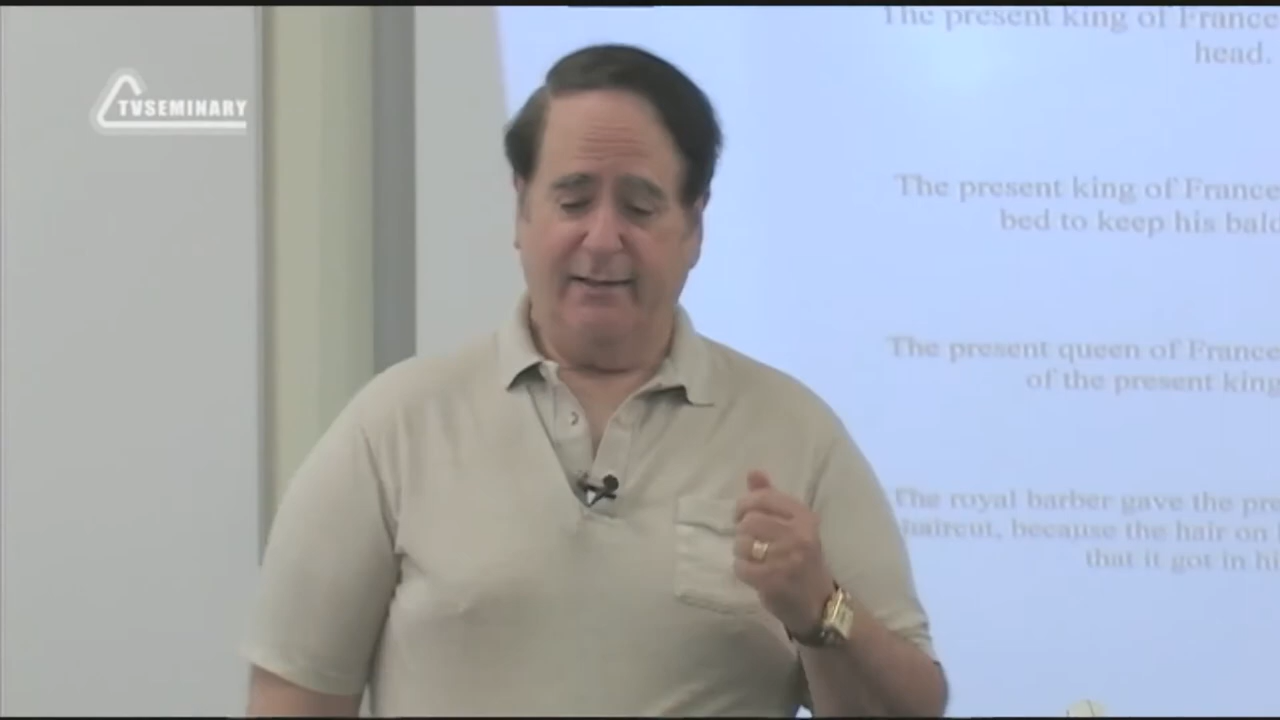 TVSEMINARY
The present king of France
head.
The present king of France
bed to keep his bald
The present queen of France
of the present king
The royal barber gave the pre
haircut, because the hair on
that it got in hi